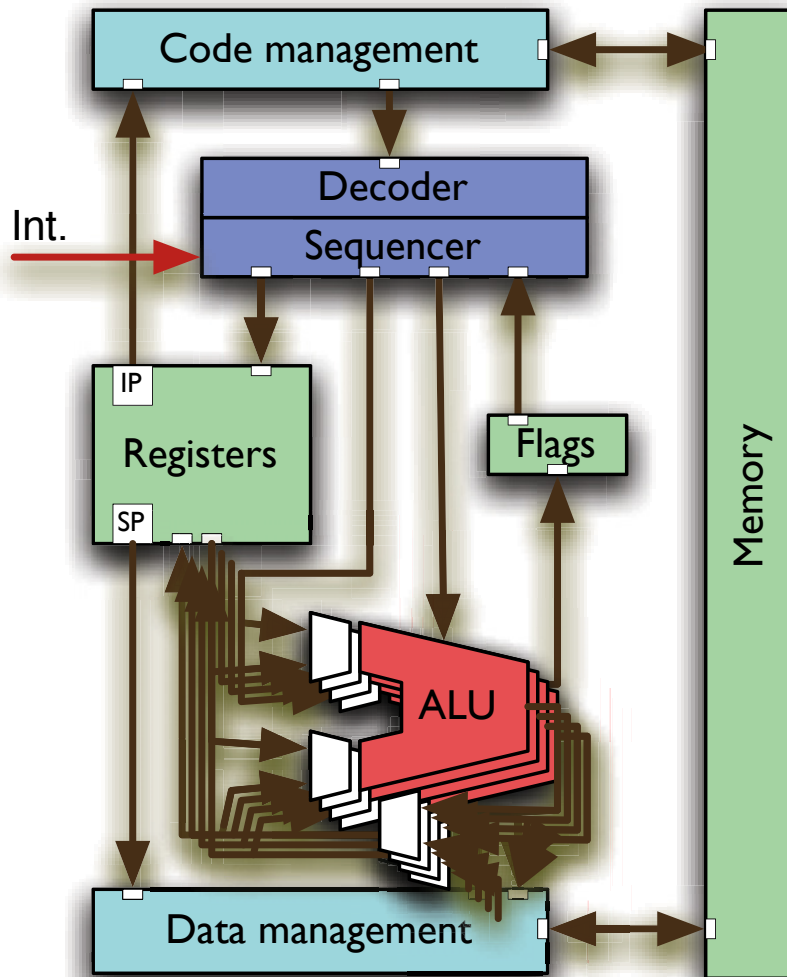 Code management
Decoder
Int.
Sequencer
IP
Registers
Flags
SP
Memory
ALU
Data management